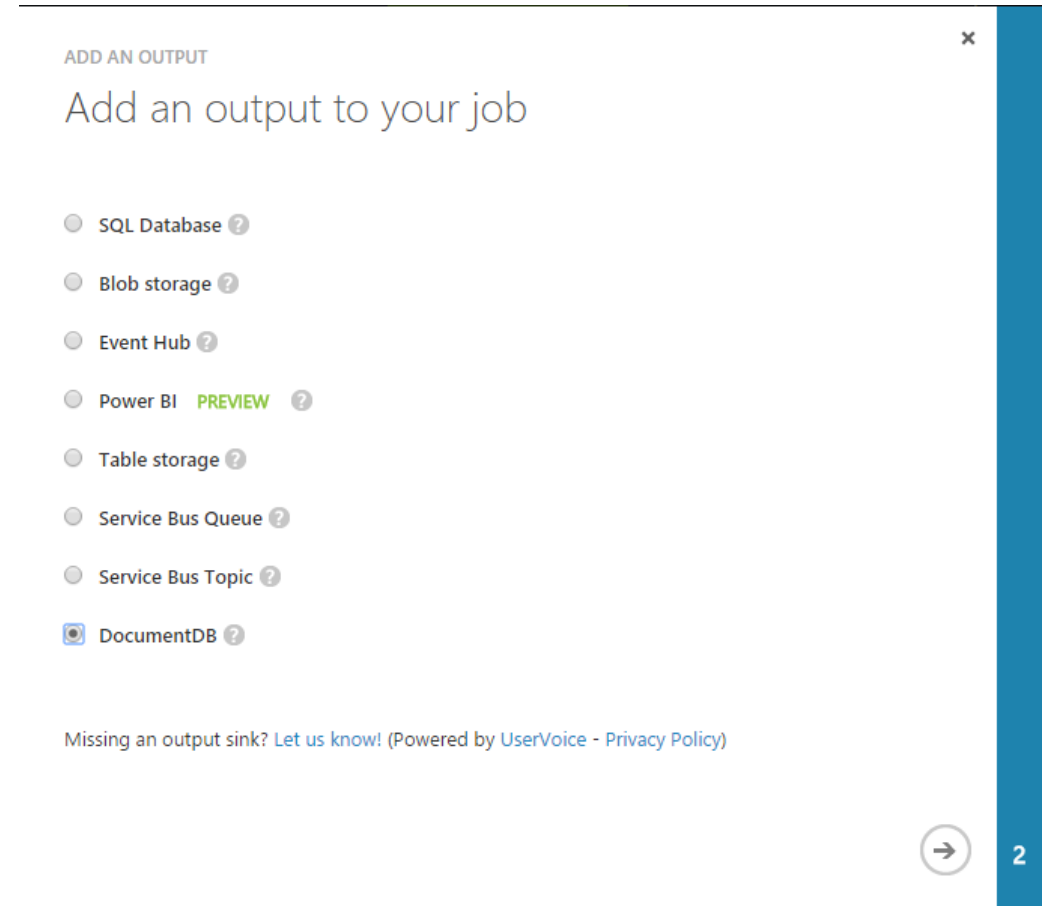 ADD AN OUTPUT
Add an output to your job
SQL Database ?
Blob storage ?
Event Hub ?
Power BI PREVIEW ?
Table storage ?
Service Bus Queue ?
Service Bus Topic ?
DocumentDB ?
Missing an output sink? Let us know! (Powered by UserVoice - Privacy Policy)
2